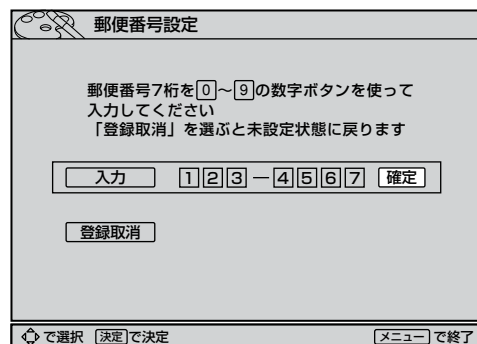 郵便番号設定
郵便番号7桁を0～9の数字ボタンを使って
入力してください
「登録取消」を選ぶと未設定状態に戻ります
入力 123－4567 確定
登録取消
で選択 決定で決定 メニューで終了